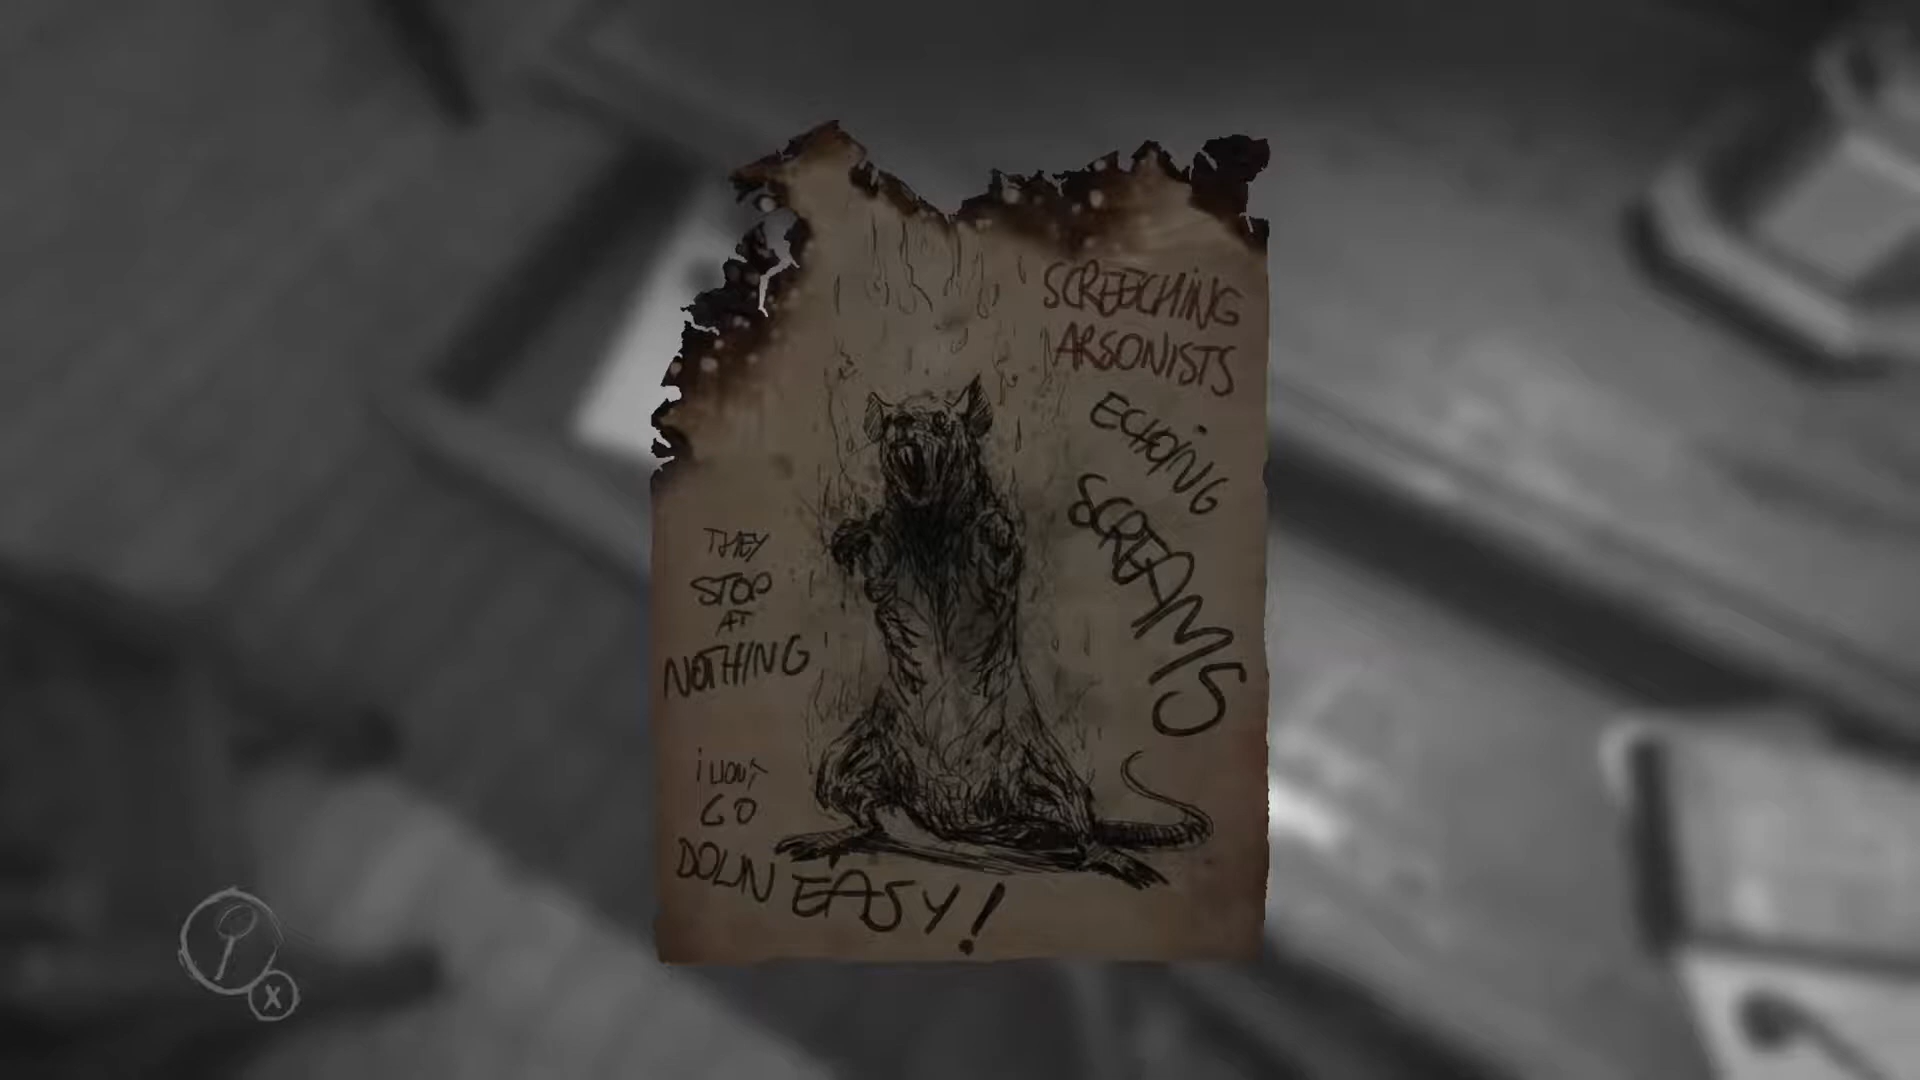 SCREECHING
ARSONISTS
ECHOiNG
SCREAMS
THEY
STOP
AT
NOTHING
i WON'T
GO
DOWN EASY!
X